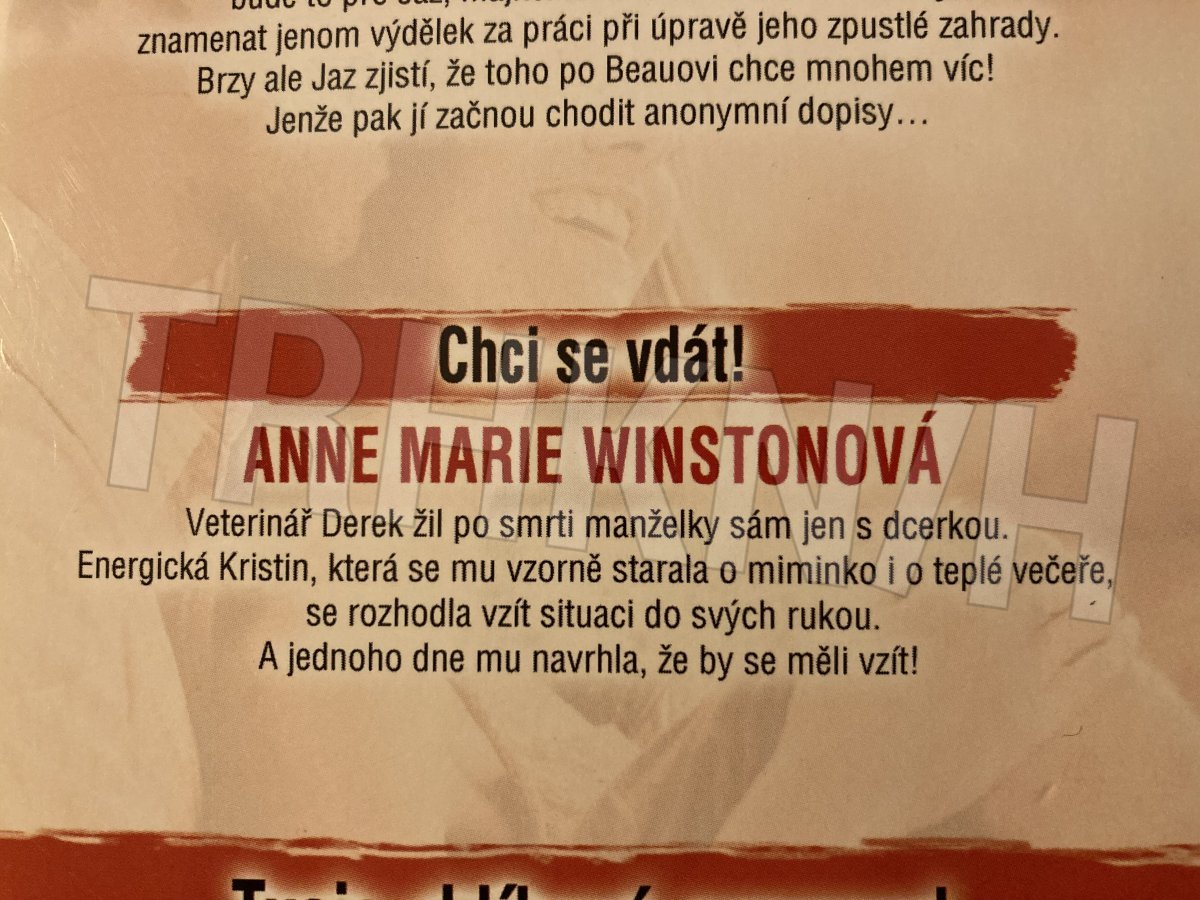 znamenat jenom výdělek za práci při úpravě jeho zpustlé zahrady.
Brzy ale Jaz zjistí, že toho po Beauovi chce mnohem víc!
Jenže pak jí začnou chodit anonymní dopisy...
Chci se vdát!
ANNE MARIE WINSTONOVÁ
Veterinář Derek žil po smrti manželky sám jen s dcerkou.
Energická Kristin, která se mu vzorně starala o miminko i o teplé večeře,
se rozhodla vzít situaci do svých rukou.
A jednoho dne mu navrhla, že by se měli vzít!